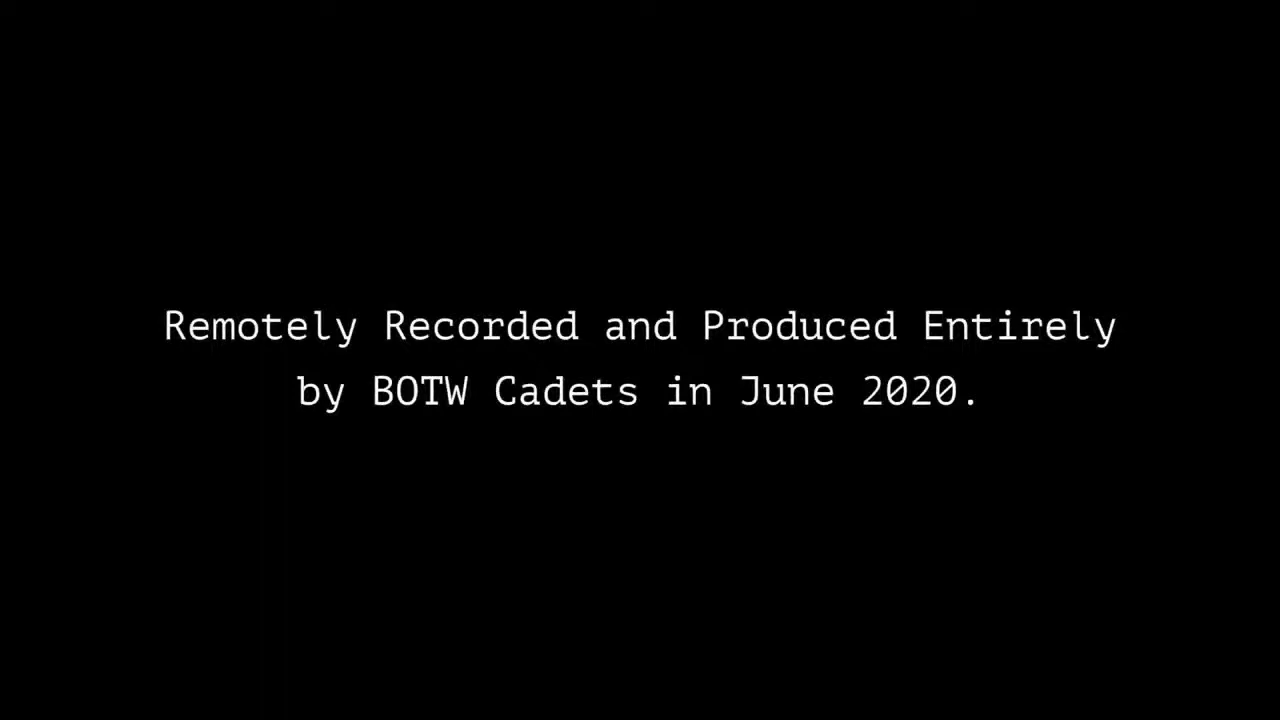 Remotely Recorded and Produced Entirely
by BOTW Cadets in June 2020.